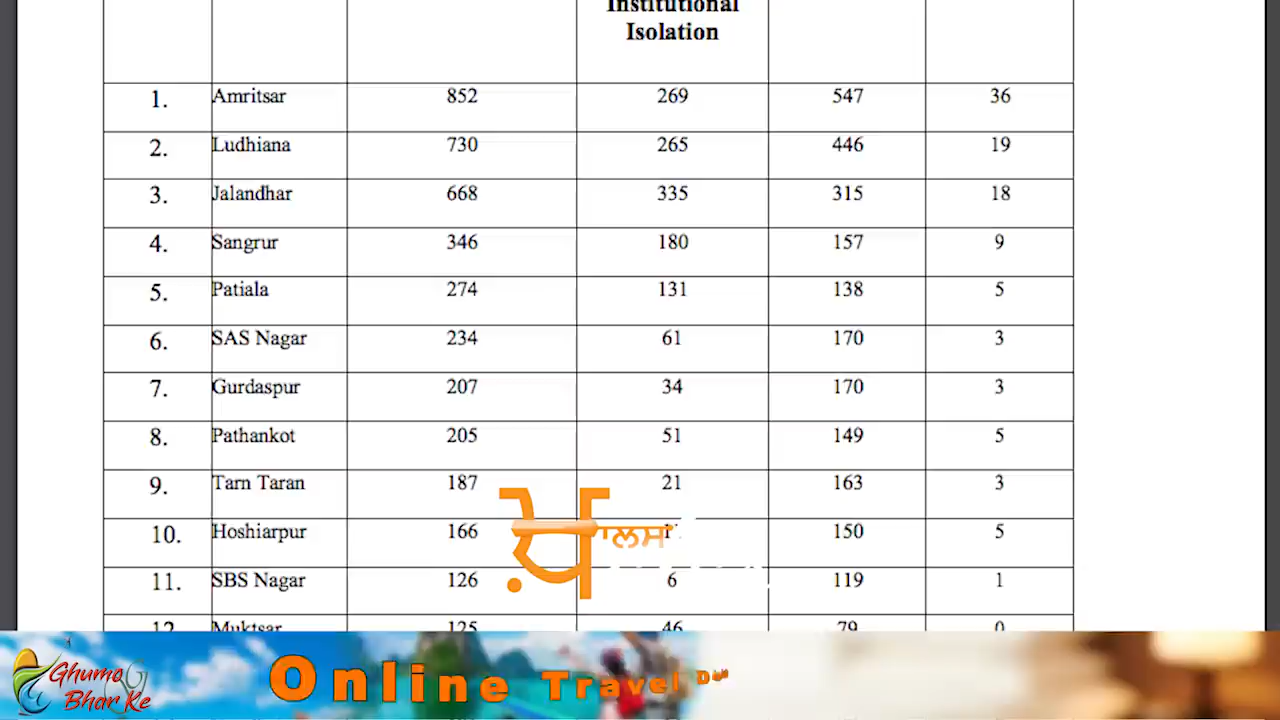 Institutional
Isolation
1. Amritsar 852 269 547 36
2. Ludhiana 730 265 446 19
3. Jalandhar 668 335 315 18
4. Sangrur 346 180 157 9
5. Patiala 274 131 138 5
6. SAS Nagar 234 61 170 3
7. Gurdaspur 207 34 170 3
8. Pathankot 205 51 149 5
9. Tarn Taran 187 21 163 3
10. Hoshiarpur 166 150 5
ਖ਼ਾਲਸਾ
11. SBS Nagar 126 6 119 1
12. Muktsar 125 46 79 0
Ghumo
Bhar Ke
Online Travel